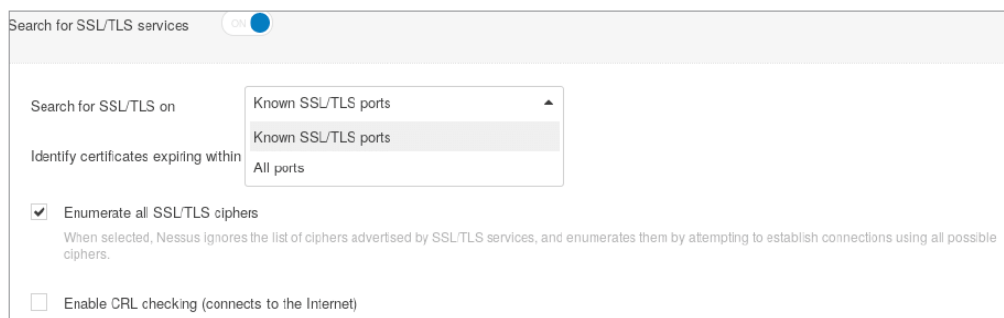 Search for SSL/TLS services ON
Search for SSL/TLS on Known SSL/TLS ports
Known SSL/TLS ports
Identify certificates expiring within
All ports
Enumerate all SSL/TLS ciphers
When selected, Nessus ignores the list of ciphers advertised by SSL/TLS services, and enumerates them by attempting to establish connections using all possible
ciphers.
Enable CRL checking (connects to the Internet)